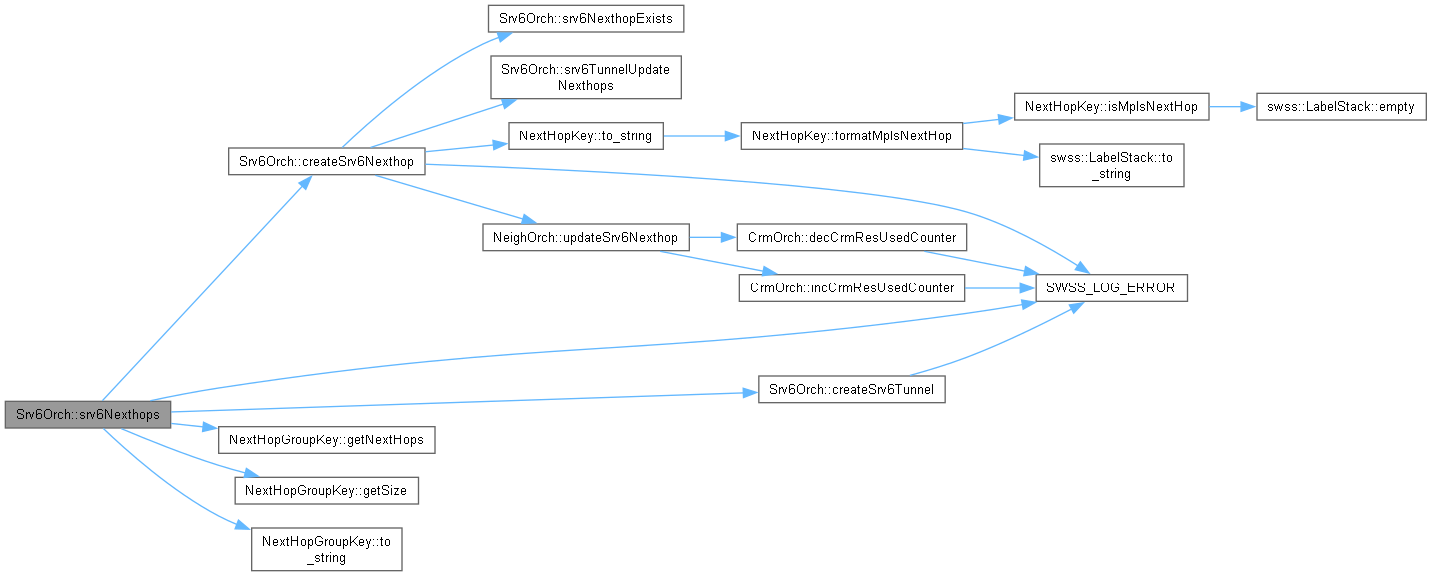 Srv6Orch::srv6NexthopExists
Srv6Orch::srv6TunnelUpdate
Nexthops
NextHopKey::isMplsNextHop
swss::LabelStack::empty
NextHopKey::to_string
NextHopKey::formatMplsNextHop
Srv6Orch::createSrv6Nexthop
swss::LabelStack::to
_string
NeighOrch::updateSrv6Nexthop
CrmOrch::decCrmResUsedCounter
CrmOrch::incCrmResUsedCounter
SWSS_LOG_ERROR
Srv6Orch::createSrv6Tunnel
Srv6Orch::srv6Nexthops
NextHopGroupKey::getNextHops
NextHopGroupKey::getSize
NextHopGroupKey::to
_string